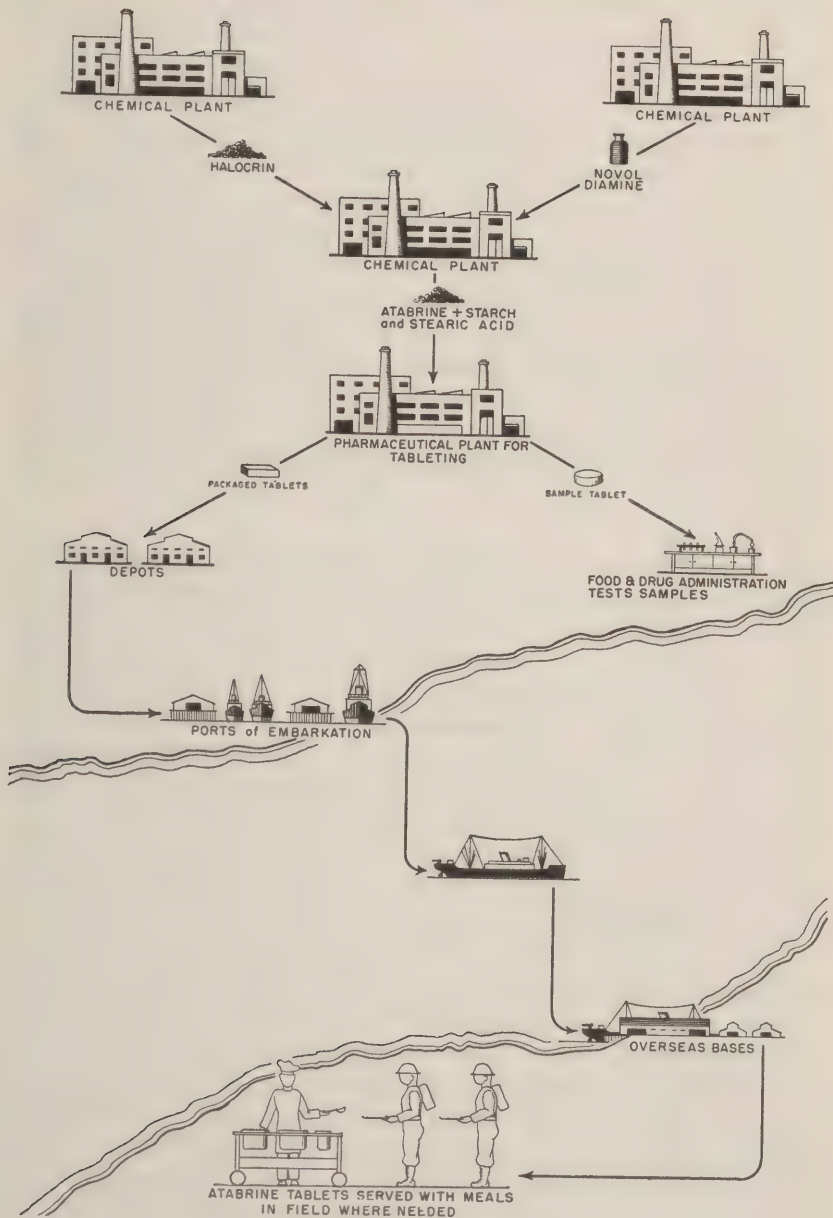 CHEMICAL PLANT
CHEMICAL PLANT
HALOCRIN
NOVOL
DIAMINE
CHEMICAL PLANT
ATABRINE + STARCH
and STEARIC ACID
PHARMACEUTICAL PLANT FOR
TABLETING
PACKAGED TABLETS
SAMPLE TABLET
DEPOTS
FOOD & DRUG ADMINISTRATION
TESTS SAMPLES
PORTS of EMBARKATION
OVERSEAS BASES
ATABRINE TABLETS SERVED WITH MEALS
IN FIELD WHERE NEEDED